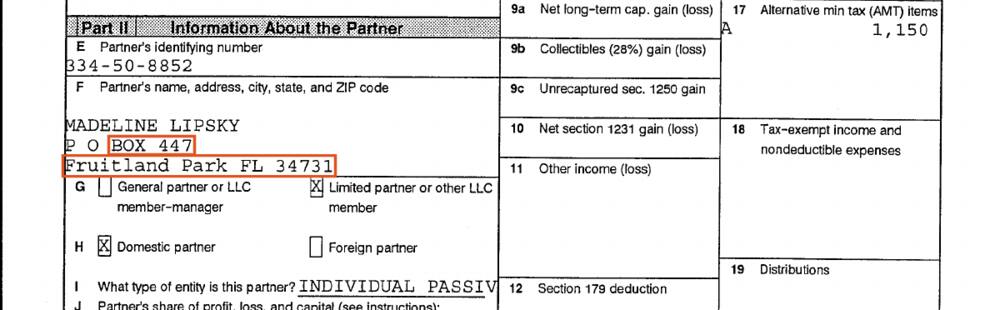 Part II Information About the Partner
E Partner's identifying number
334-50-8852
F Partner's name, address, city, state, and ZIP code
MADELINE LIPSKY
P O BOX 447
Fruitland Park FL 34731
G General partner or LLC member-manager
X Limited partner or other LLC member
H X Domestic partner
Foreign partner
I What type of entity is this partner? INDIVIDUAL PASSIV
J Partner's share of profit, loss, and capital (see instructions):
9a Net long-term cap. gain (loss)
9b Collectibles (28%) gain (loss)
9c Unrecaptured sec. 1250 gain
10 Net section 1231 gain (loss)
11 Other income (loss)
12 Section 179 deduction
17 Alternative min tax (AMT) items
A 1,150
18 Tax-exempt income and
nondeductible expenses
19 Distributions